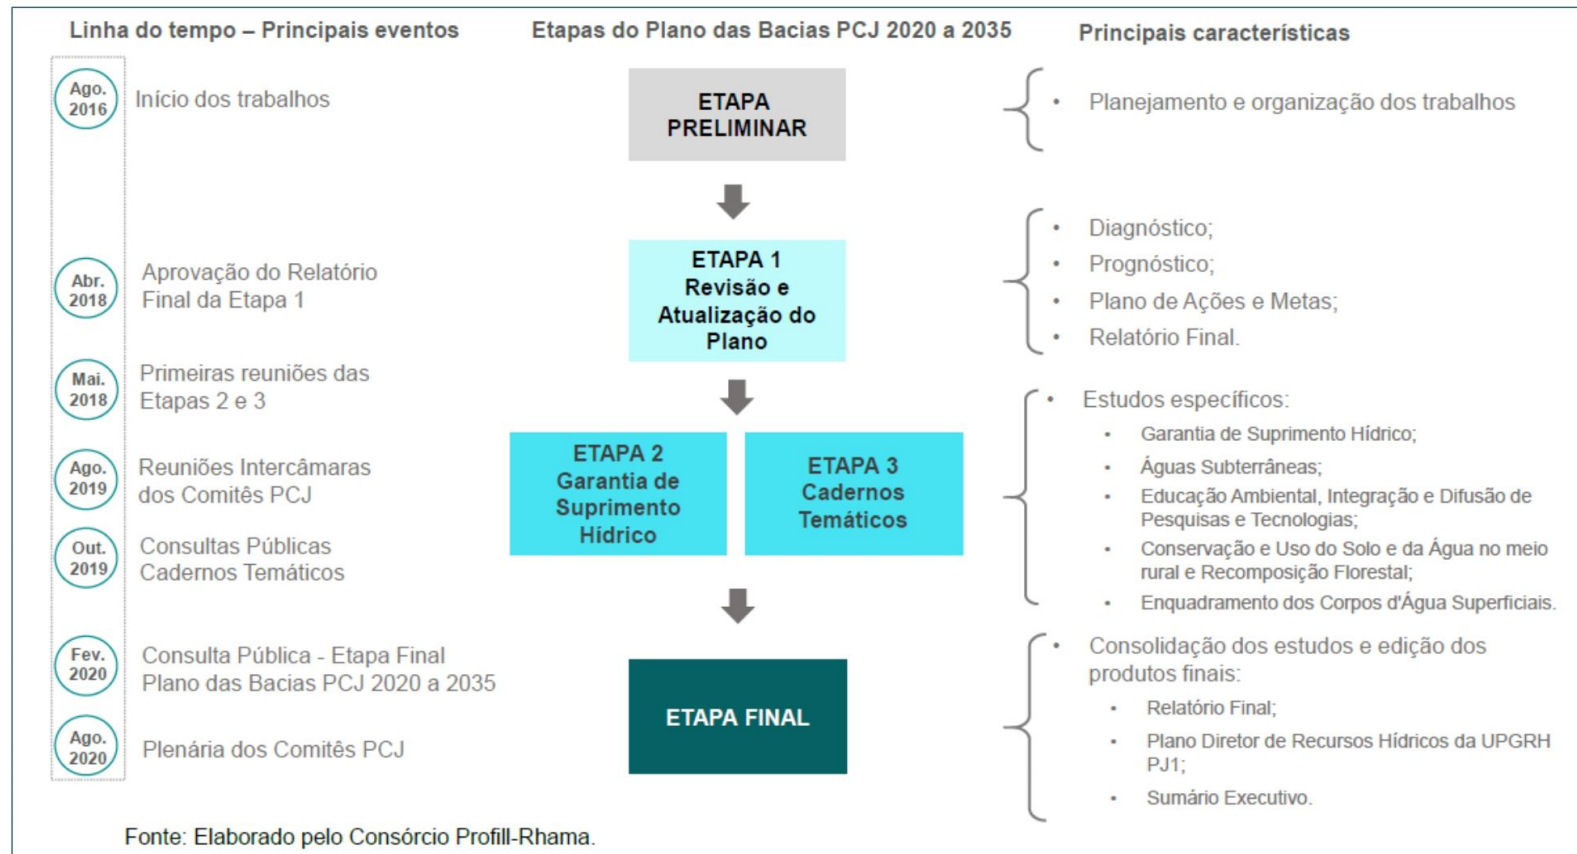 Linha do tempo – Principais eventos
Ago.
2016
Início dos trabalhos
Abr.
2018
Aprovação do Relatório
Final da Etapa 1
Mai.
2018
Primeiras reuniões das
Etapas 2 e 3
Ago.
2019
Reuniões Intercâmaras
dos Comitês PCJ
Out.
2019
Consultas Públicas
Cadernos Temáticos
Fev.
2020
Consulta Pública - Etapa Final
Plano das Bacias PCJ 2020 a 2035
Ago.
2020
Plenária dos Comitês PCJ
Etapas do Plano das Bacias PCJ 2020 a 2035
ETAPA
PRELIMINAR
ETAPA 1
Revisão e
Atualização do
Plano
ETAPA 2
Garantia de
Suprimento
Hídrico
ETAPA 3
Cadernos
Temáticos
ETAPA FINAL
Principais características
• Planejamento e organização dos trabalhos
• Diagnóstico;
• Prognóstico;
• Plano de Ações e Metas;
• Relatório Final.
• Estudos específicos:
• Garantia de Suprimento Hídrico;
• Águas Subterrâneas;
• Educação Ambiental, Integração e Difusão de
Pesquisas e Tecnologias;
• Conservação e Uso do Solo e da Água no meio
rural e Recomposição Florestal;
• Enquadramento dos Corpos d'Água Superficiais.
• Consolidação dos estudos e edição dos
produtos finais:
• Relatório Final;
• Plano Diretor de Recursos Hídricos da UPGRH
PJ1;
• Sumário Executivo.
Fonte: Elaborado pelo Consórcio Profill-Rhama.